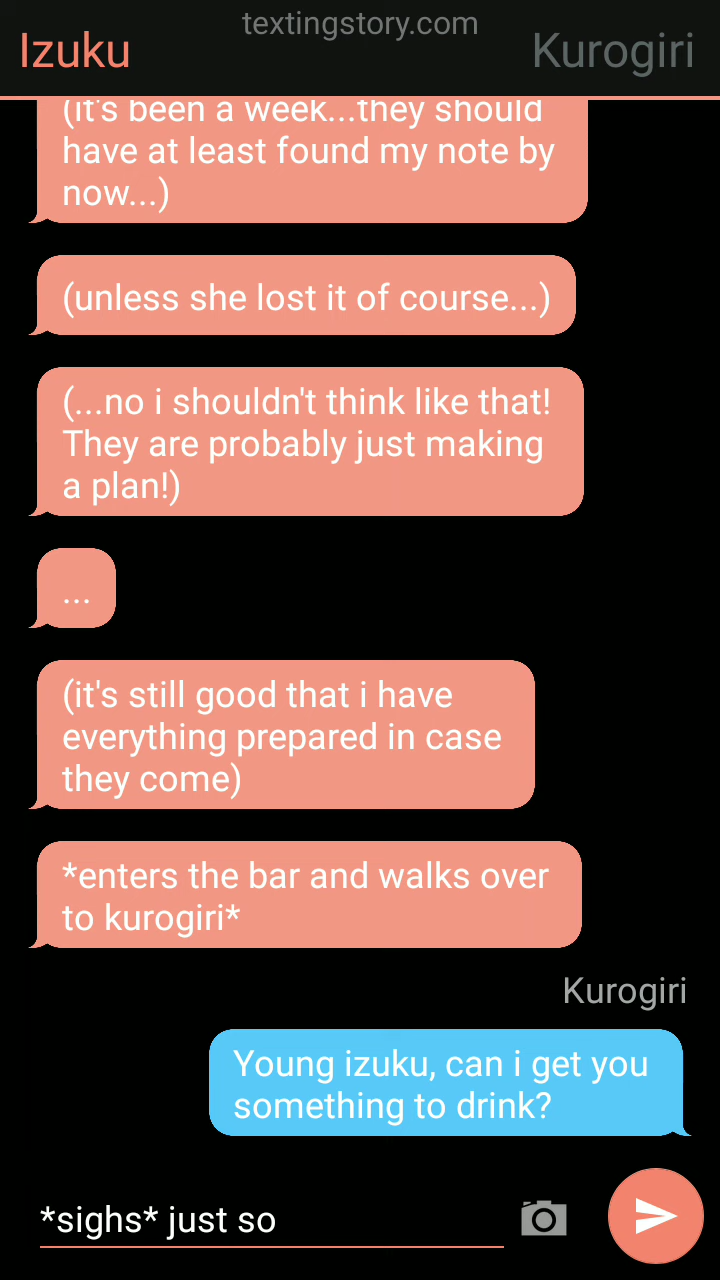 textingstory.com
Izuku
Kurogiri
(it's been a week...they should
have at least found my note by
now...)
(unless she lost it of course...)
(...no i shouldn't think like that!
They are probably just making
a plan!)
...
(it's still good that i have
everything prepared in case
they come)
*enters the bar and walks over
to kurogiri*
Kurogiri
Young izuku, can i get you
something to drink?
*sighs* just so